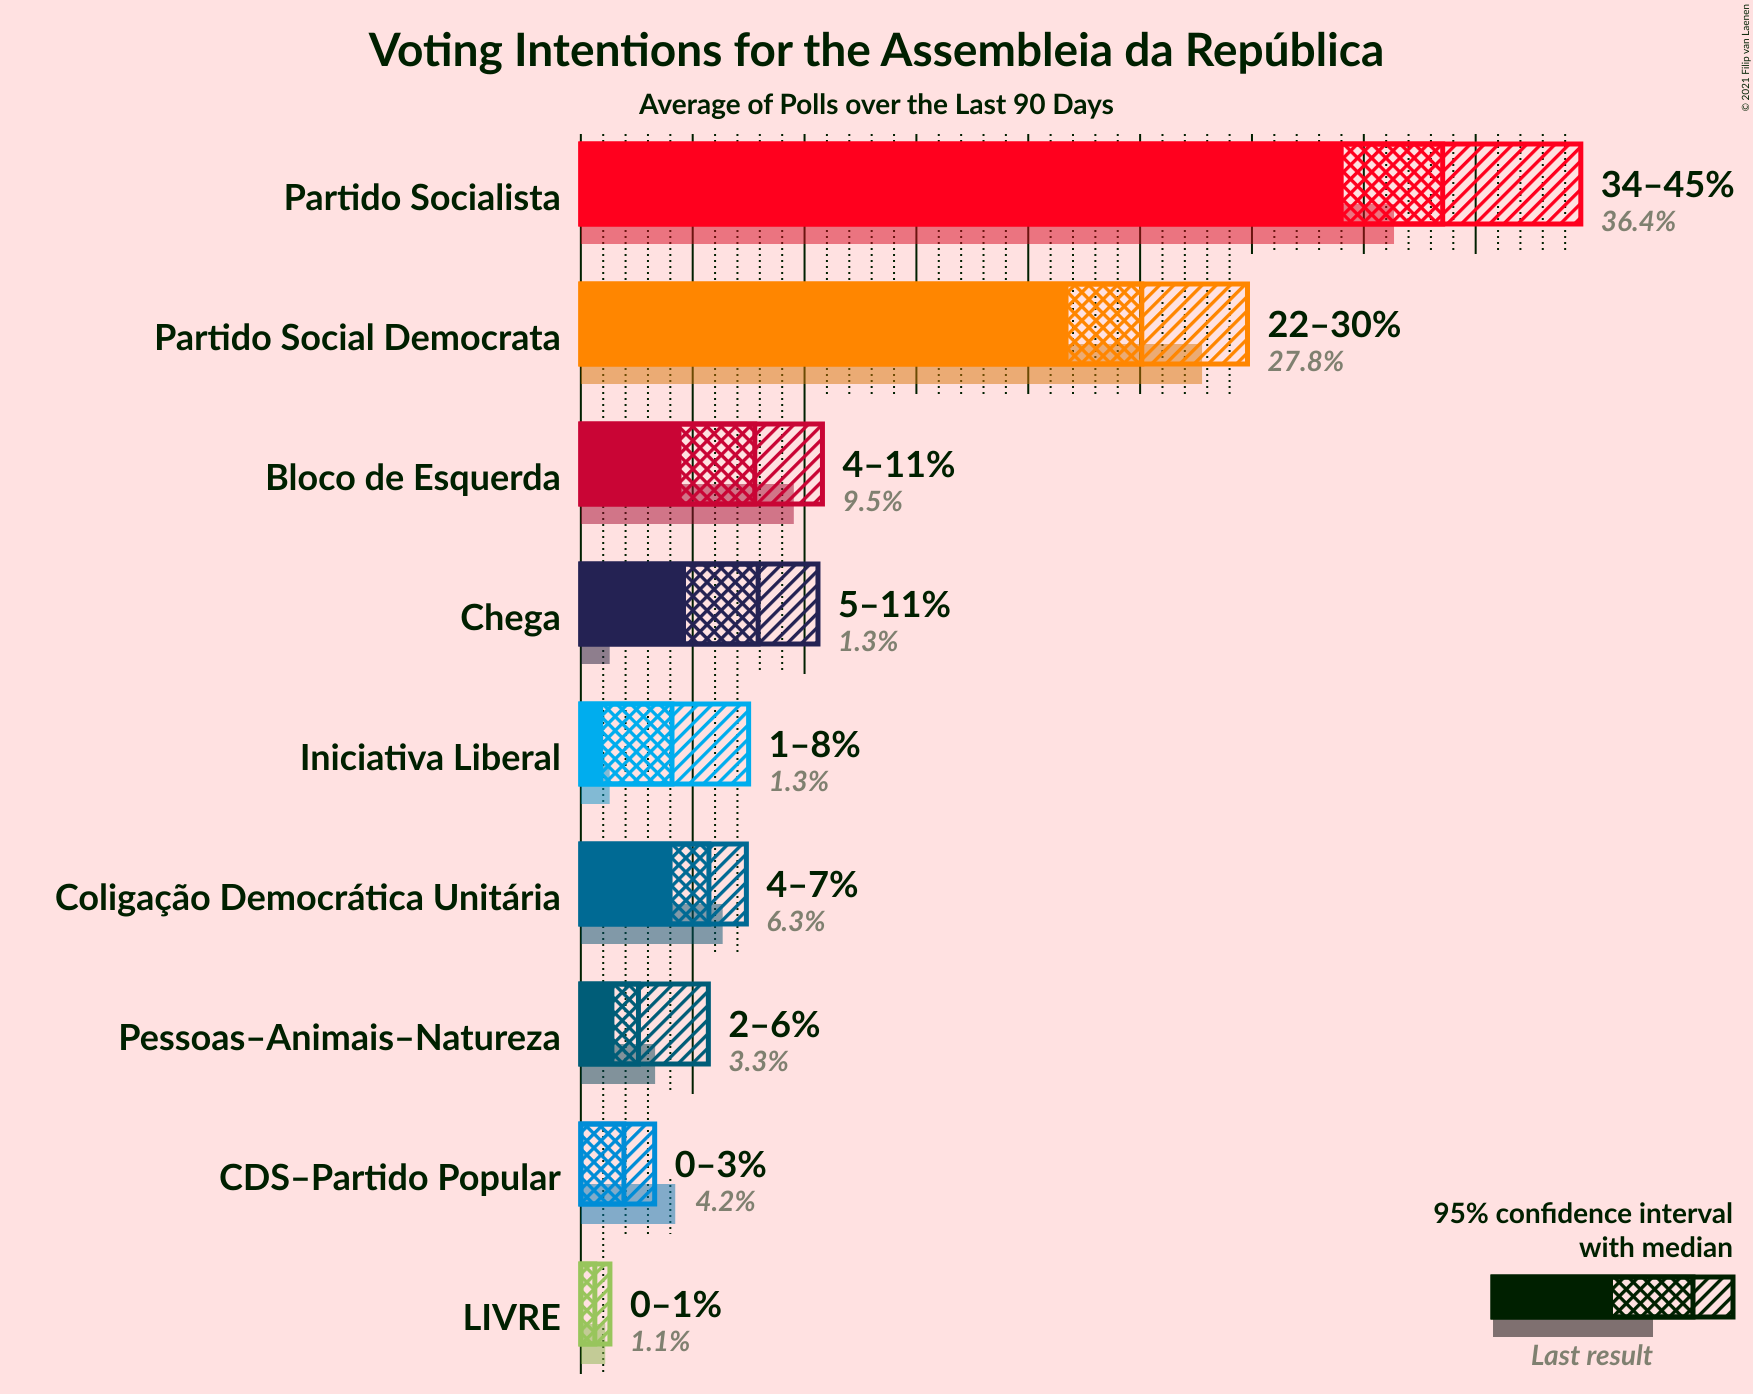 Voting Intentions for the Assembleia da República
Average of Polls over the Last 90 Days
© 2021 Filip van Laenen
Partido Socialista
34–45%
36.4%
Partido Social Democrata
22–30%
27.8%
Bloco de Esquerda
4–11%
9.5%
Chega
5–11%
1.3%
Iniciativa Liberal
1–8%
1.3%
Coligação Democrática Unitária
4–7%
6.3%
Pessoas–Animais–Natureza
2–6%
3.3%
CDS–Partido Popular
0–3%
4.2%
LIVRE
0–1%
1.1%
95% confidence interval
with median
Last result